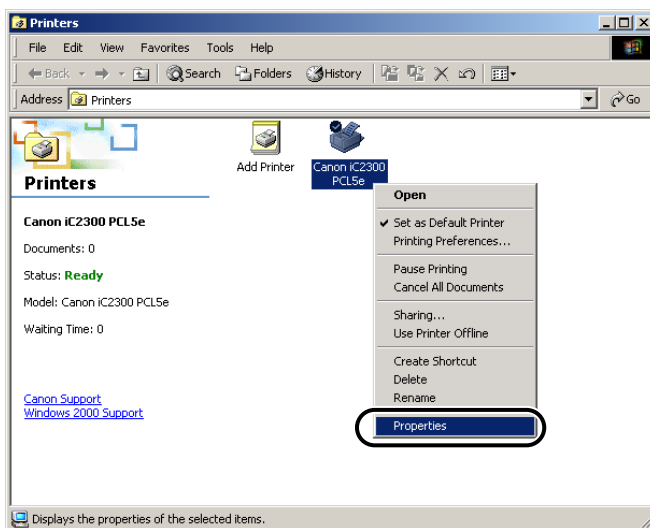 Printers
File Edit View Favorites Tools Help
Back Search Folders History
Address Printers Go
Printers
Canon iC2300 PCL5e
Documents: 0
Status: Ready
Model: Canon iC2300 PCL5e
Waiting Time: 0
Canon Support
Windows 2000 Support
Add Printer
Canon iC2300
PCL5e
Open
Set as Default Printer
Printing Preferences...
Pause Printing
Cancel All Documents
Sharing...
Use Printer Offline
Create Shortcut
Delete
Rename
Properties
Displays the properties of the selected items.